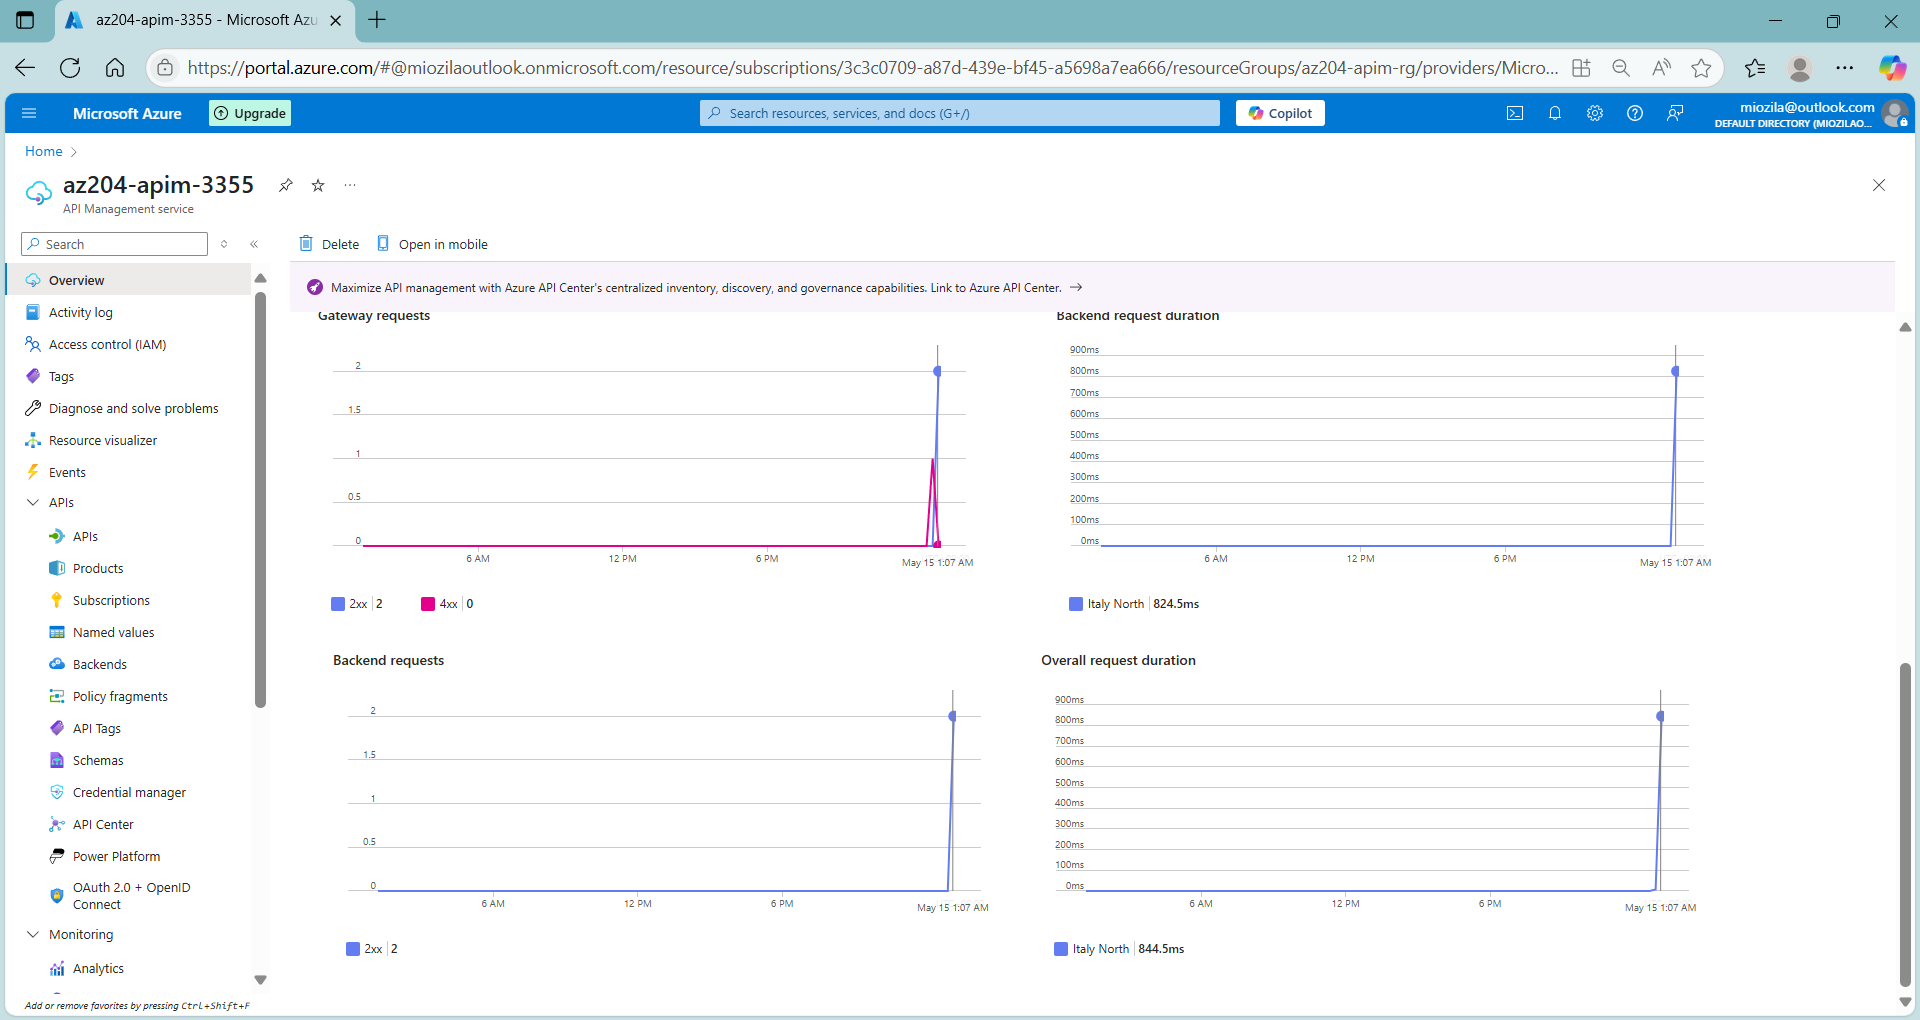 az204-apim-3355 - Microsoft Azu
https://portal.azure.com/#@miozilaoutlook.onmicrosoft.com/resource/subscriptions/3c3c0709-a87d-439e-bf45-a5698a7ea666/resourceGroups/az204-apim-rg/providers/Micro...
Microsoft Azure
Upgrade
Search resources, services, and docs (G+/)
Copilot
miozila@outlook.com
DEFAULT DIRECTORY (MIOZILAO...
Home
az204-apim-3355
API Management service
Search
Delete
Open in mobile
Maximize API management with Azure API Center's centralized inventory, discovery, and governance capabilities. Link to Azure API Center.
Overview
Activity log
Access control (IAM)
Tags
Diagnose and solve problems
Resource visualizer
Events
APIs
APIs
Products
Subscriptions
Named values
Backends
Policy fragments
API Tags
Schemas
Credential manager
API Center
Power Platform
OAuth 2.0 + OpenID
Connect
Monitoring
Analytics
Add or remove favorites by pressing Ctrl+Shift+F
Gateway requests
2
1.5
1
0.5
0
6 AM
12 PM
6 PM
May 15 1:07 AM
2xx 2
4xx 0
Backend request duration
900ms
800ms
700ms
600ms
500ms
400ms
300ms
200ms
100ms
0ms
6 AM
12 PM
6 PM
May 15 1:07 AM
Italy North 824.5ms
Backend requests
2
1.5
1
0.5
0
6 AM
12 PM
6 PM
May 15 1:07 AM
2xx 2
Overall request duration
900ms
800ms
700ms
600ms
500ms
400ms
300ms
200ms
100ms
0ms
6 AM
12 PM
6 PM
May 15 1:07 AM
Italy North 844.5ms